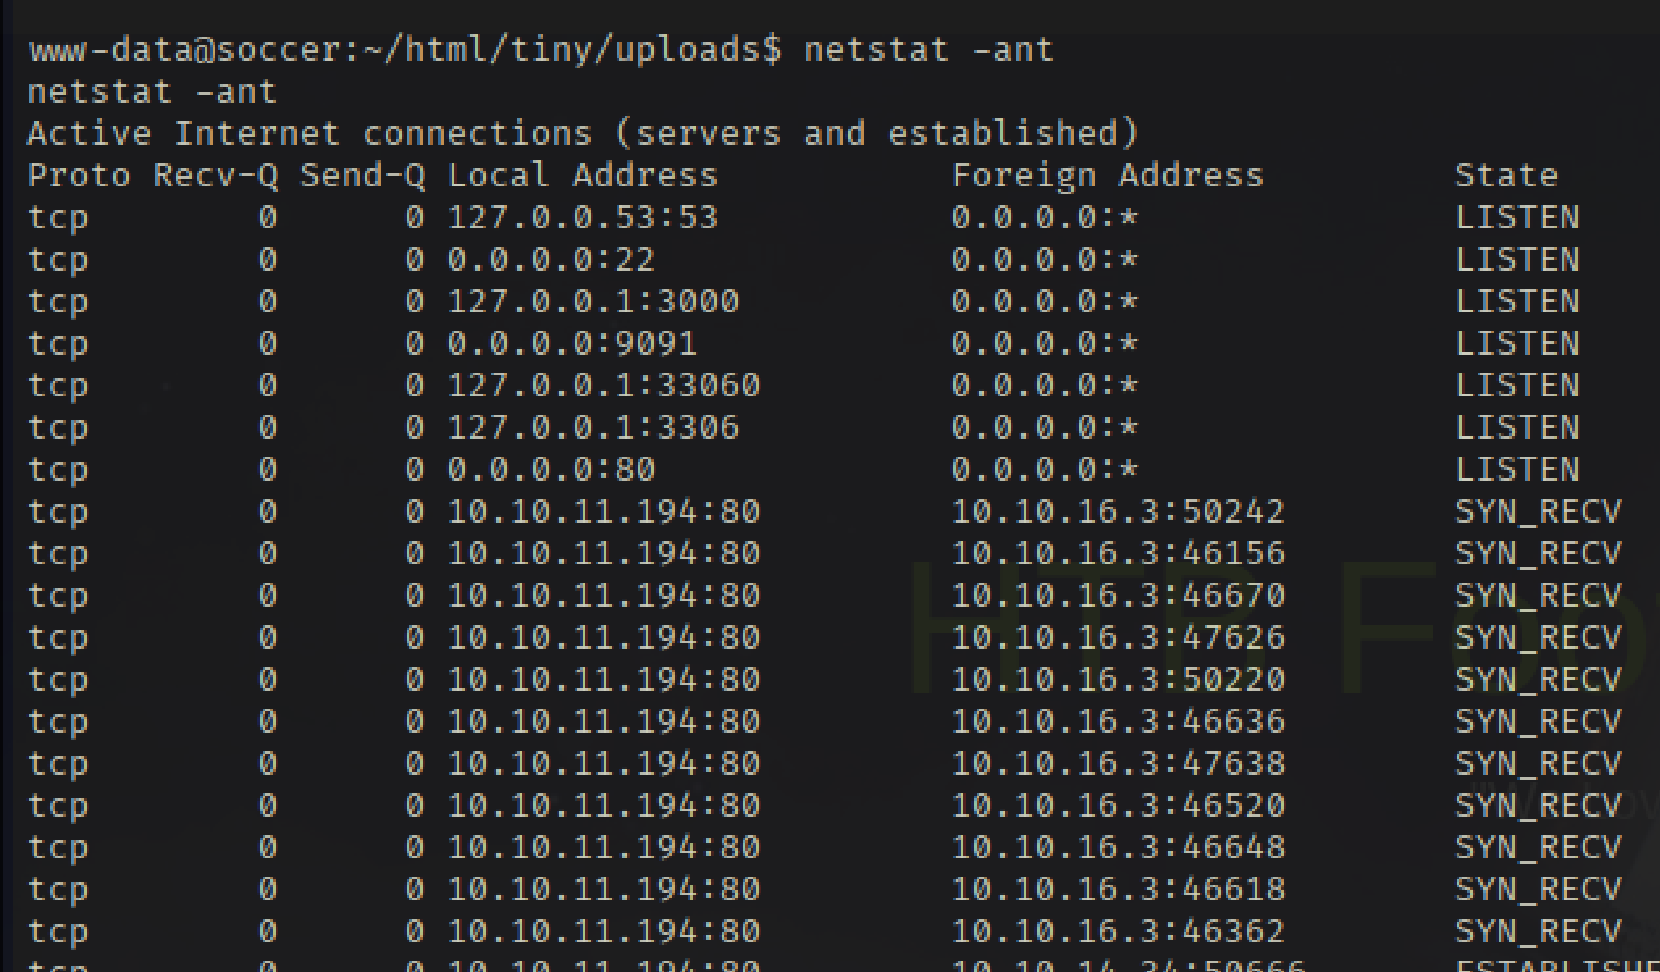 www-data@soccer:~/html/tiny/uploads$ netstat -ant
netstat -ant
Active Internet connections (servers and established)
Proto Recv-Q Send-Q Local Address           Foreign Address         State
tcp        0      0 127.0.0.53:53           0.0.0.0:*               LISTEN
tcp        0      0 0.0.0.0:22              0.0.0.0:*               LISTEN
tcp        0      0 127.0.0.1:3000          0.0.0.0:*               LISTEN
tcp        0      0 0.0.0.0:9091            0.0.0.0:*               LISTEN
tcp        0      0 127.0.0.1:33060         0.0.0.0:*               LISTEN
tcp        0      0 127.0.0.1:3306          0.0.0.0:*               LISTEN
tcp        0      0 0.0.0.0:80              0.0.0.0:*               LISTEN
tcp        0      0 10.10.11.194:80         10.10.16.3:50242        SYN_RECV
tcp        0      0 10.10.11.194:80         10.10.16.3:46156        SYN_RECV
tcp        0      0 10.10.11.194:80         10.10.16.3:46670        SYN_RECV
tcp        0      0 10.10.11.194:80         10.10.16.3:47626        SYN_RECV
tcp        0      0 10.10.11.194:80         10.10.16.3:50220        SYN_RECV
tcp        0      0 10.10.11.194:80         10.10.16.3:46636        SYN_RECV
tcp        0      0 10.10.11.194:80         10.10.16.3:47638        SYN_RECV
tcp        0      0 10.10.11.194:80         10.10.16.3:46520        SYN_RECV
tcp        0      0 10.10.11.194:80         10.10.16.3:46648        SYN_RECV
tcp        0      0 10.10.11.194:80         10.10.16.3:46618        SYN_RECV
tcp        0      0 10.10.11.194:80         10.10.16.3:46362        SYN_RECV
HTB